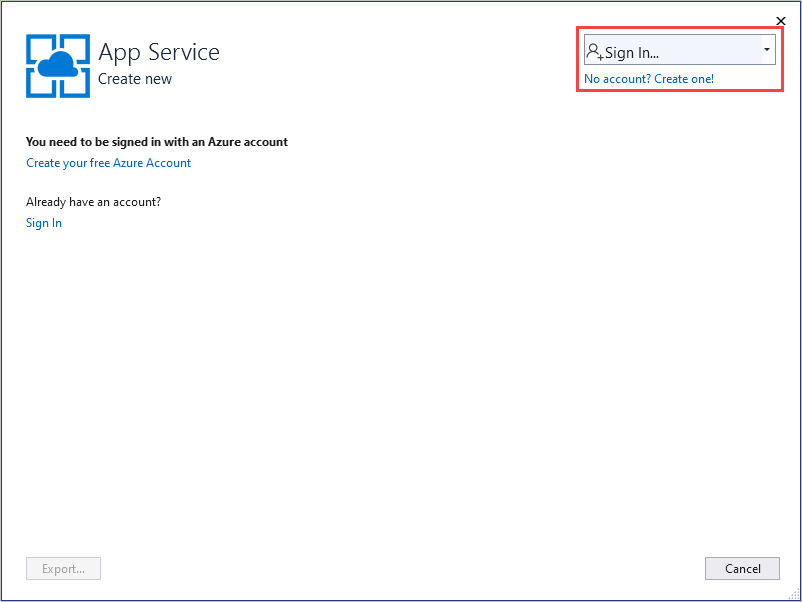 App Service
Create new
Sign In...
No account? Create one!
You need to be signed in with an Azure account
Create your free Azure Account
Already have an account?
Sign In
Export...
Cancel